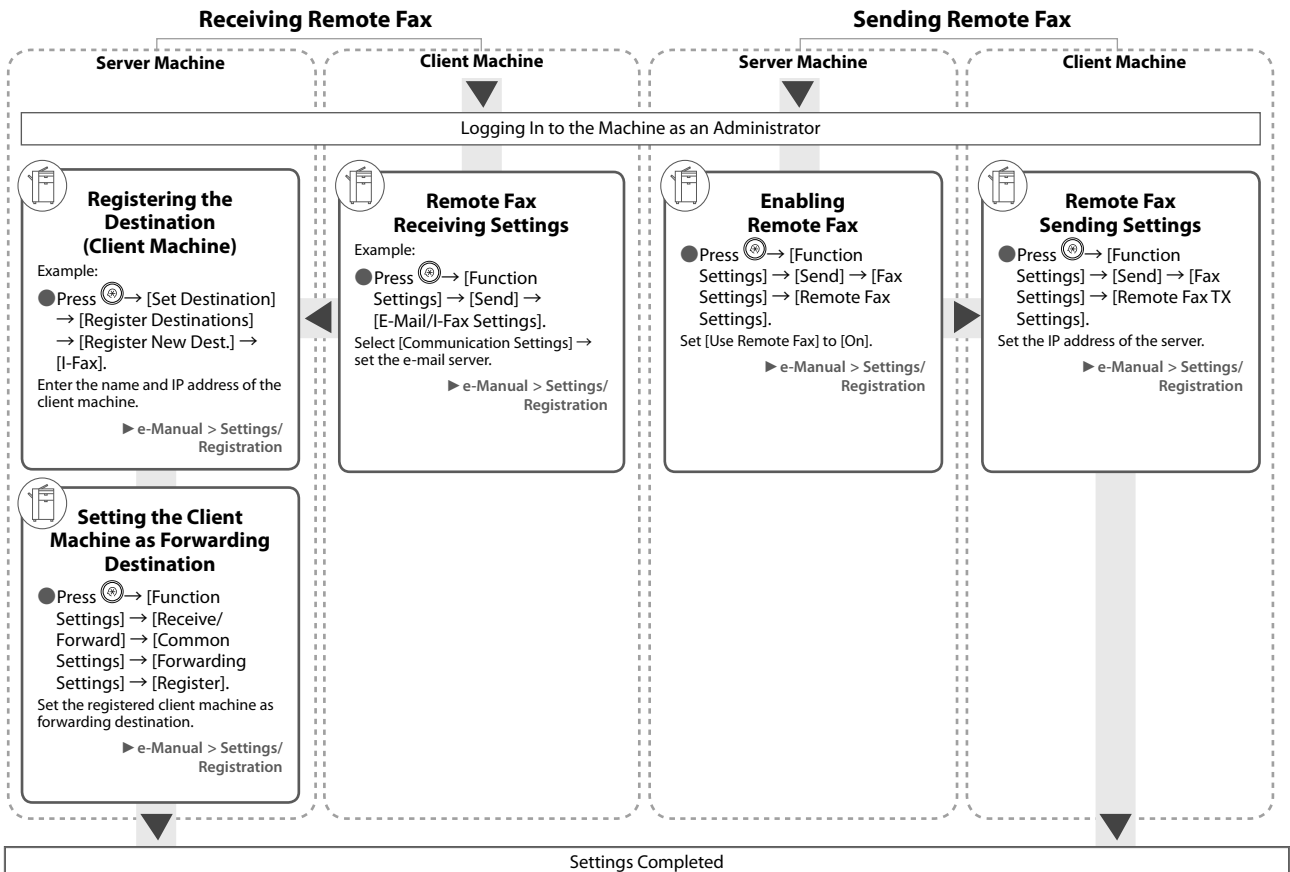 Receiving Remote Fax
Sending Remote Fax
Server Machine
Client Machine
Server Machine
Client Machine
Logging In to the Machine as an Administrator
Registering the
Destination
(Client Machine)
Example:
●Press → [Set Destination]
→ [Register Destinations]
→ [Register New Dest.] →
[I-Fax].
Enter the name and IP address of the
client machine.
►e-Manual > Settings/
Registration
Remote Fax
Receiving Settings
Example:
●Press → [Function
Settings] → [Send] →
[E-Mail/I-Fax Settings].
Select [Communication Settings] →
set the e-mail server.
►e-Manual > Settings/
Registration
Enabling
Remote Fax
●Press → [Function
Settings] → [Send] → [Fax
Settings] → [Remote Fax
Settings].
Set [Use Remote Fax] to [On].
►e-Manual > Settings/
Registration
Remote Fax
Sending Settings
●Press → [Function
Settings] → [Send] → [Fax
Settings] → [Remote Fax TX
Settings].
Set the IP address of the server.
►e-Manual > Settings/
Registration
Setting the Client
Machine as Forwarding
Destination
●Press → [Function
Settings] → [Receive/
Forward] → [Common
Settings] → [Forwarding
Settings] → [Register].
Set the registered client machine as
forwarding destination.
►e-Manual > Settings/
Registration
Settings Completed